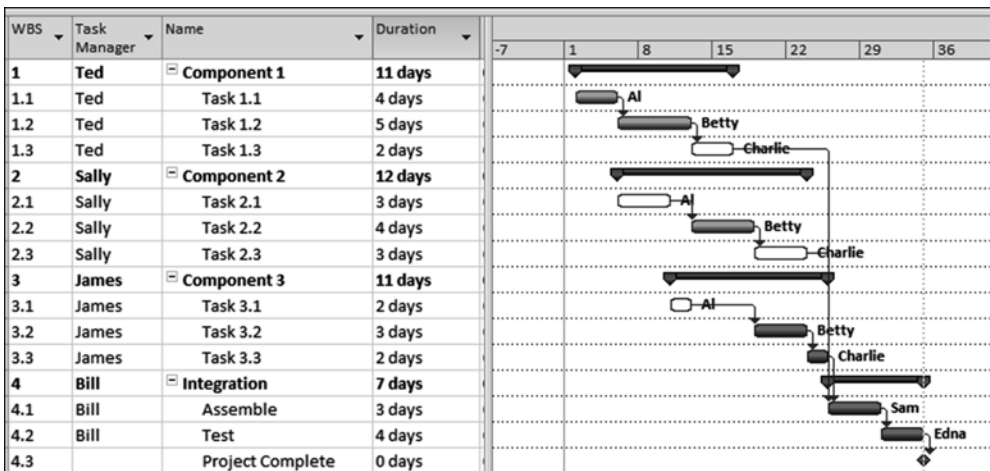 WBS Task Manager Name Duration
-7 1 8 15 22 29 36
1 Ted Component 1 11 days
1.1 Ted Task 1.1 4 days Al
1.2 Ted Task 1.2 5 days Betty
1.3 Ted Task 1.3 2 days Charlie
2 Sally Component 2 12 days
2.1 Sally Task 2.1 3 days Al
2.2 Sally Task 2.2 4 days Betty
2.3 Sally Task 2.3 3 days Charlie
3 James Component 3 11 days
3.1 James Task 3.1 2 days Al
3.2 James Task 3.2 3 days Betty
3.3 James Task 3.3 2 days Charlie
4 Bill Integration 7 days
4.1 Bill Assemble 3 days Sam
4.2 Bill Test 4 days Edna
4.3 Project Complete 0 days